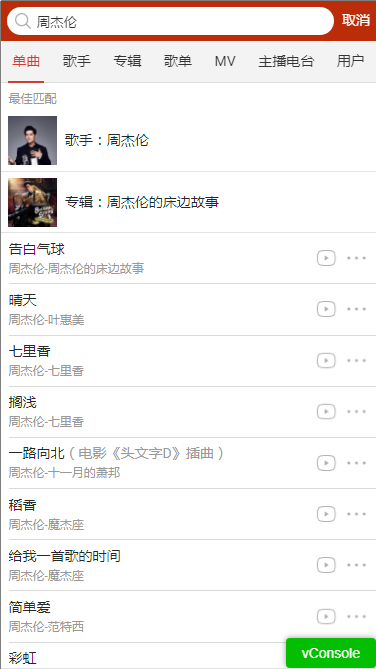 周杰伦 取消
单曲 歌手 专辑 歌单 MV 主播电台 用户
最佳匹配
歌手：周杰伦
专辑：周杰伦的床边故事
告白气球
周杰伦-周杰伦的床边故事
晴天
周杰伦-叶惠美
七里香
周杰伦-七里香
搁浅
周杰伦-七里香
一路向北（电影《头文字D》插曲）
周杰伦-十一月的萧邦
稻香
周杰伦-魔杰座
给我一首歌的时间
周杰伦-魔杰座
简单爱
周杰伦-范特西
彩虹
vConsole